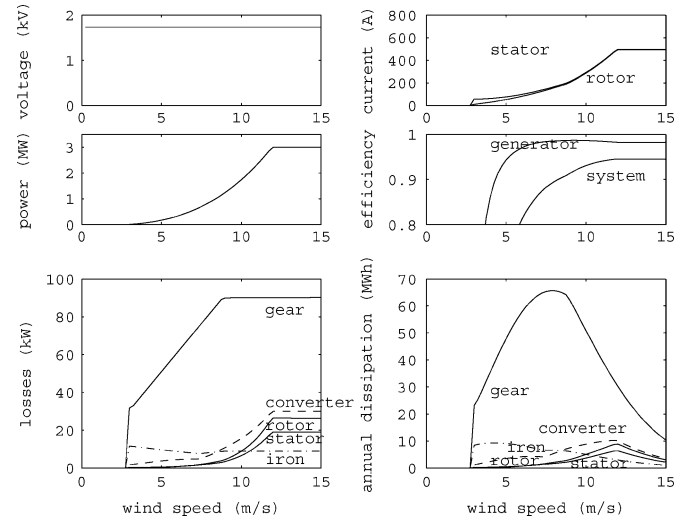 voltage (kV)
2
1
0
0 5 10 15
current (A)
800
600
400
200
0
stator
rotor
0 5 10 15
power (MW)
3
2
1
0
0 5 10 15
efficiency
1
0.9
0.8
generator
system
0 5 10 15
losses (kW)
100
80
60
40
20
0
gear
converter
rotor
stator
iron
0 5 10 15
wind speed (m/s)
annual dissipation (MWh)
70
60
50
40
30
20
10
0
gear
converter
iron
rotor
stator
0 5 10 15
wind speed (m/s)